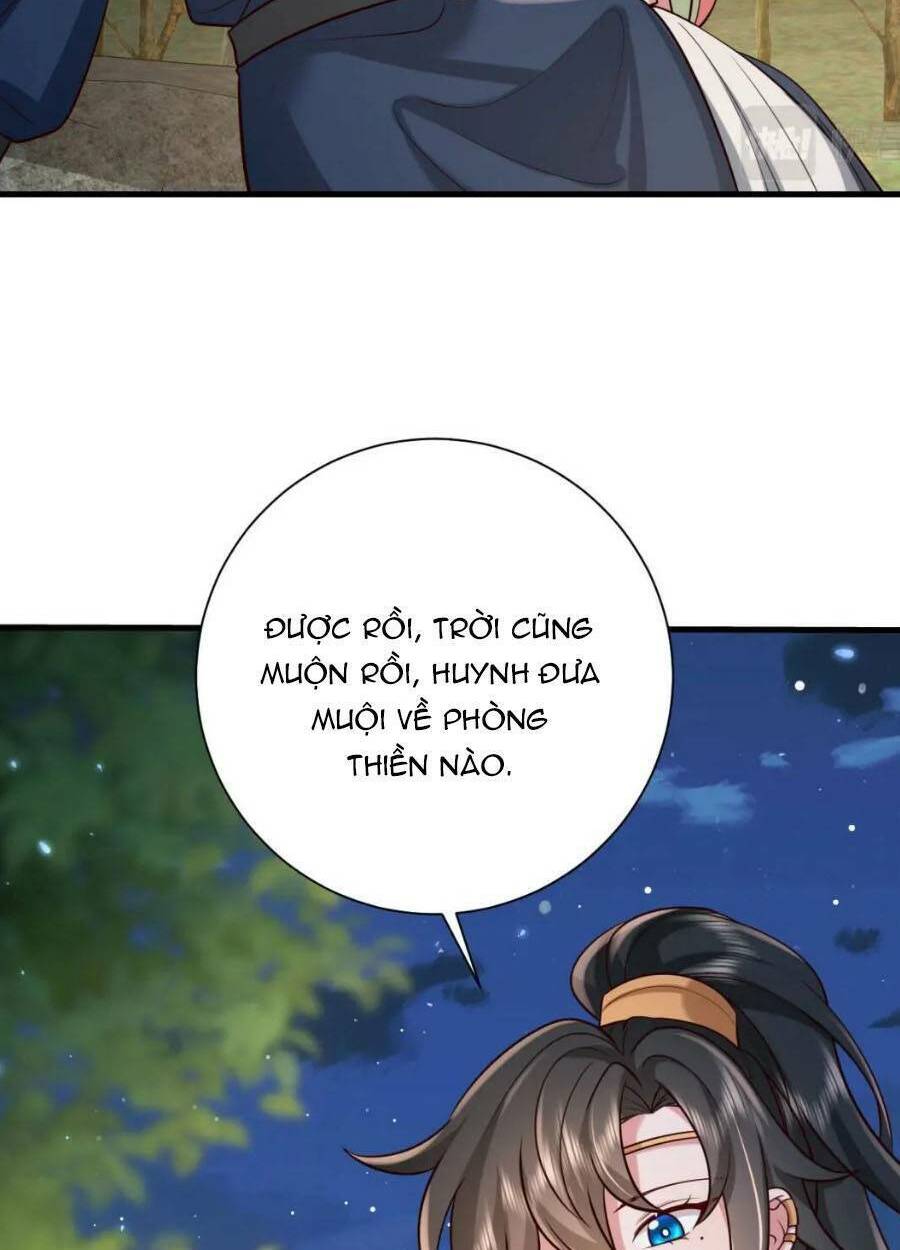 ĐƯỢC RỒI, TRỜI CŨNG
MUỘN RỒI, HUYNH ĐƯA
MUỘI VỀ PHÒNG
THIỀN NÀO.